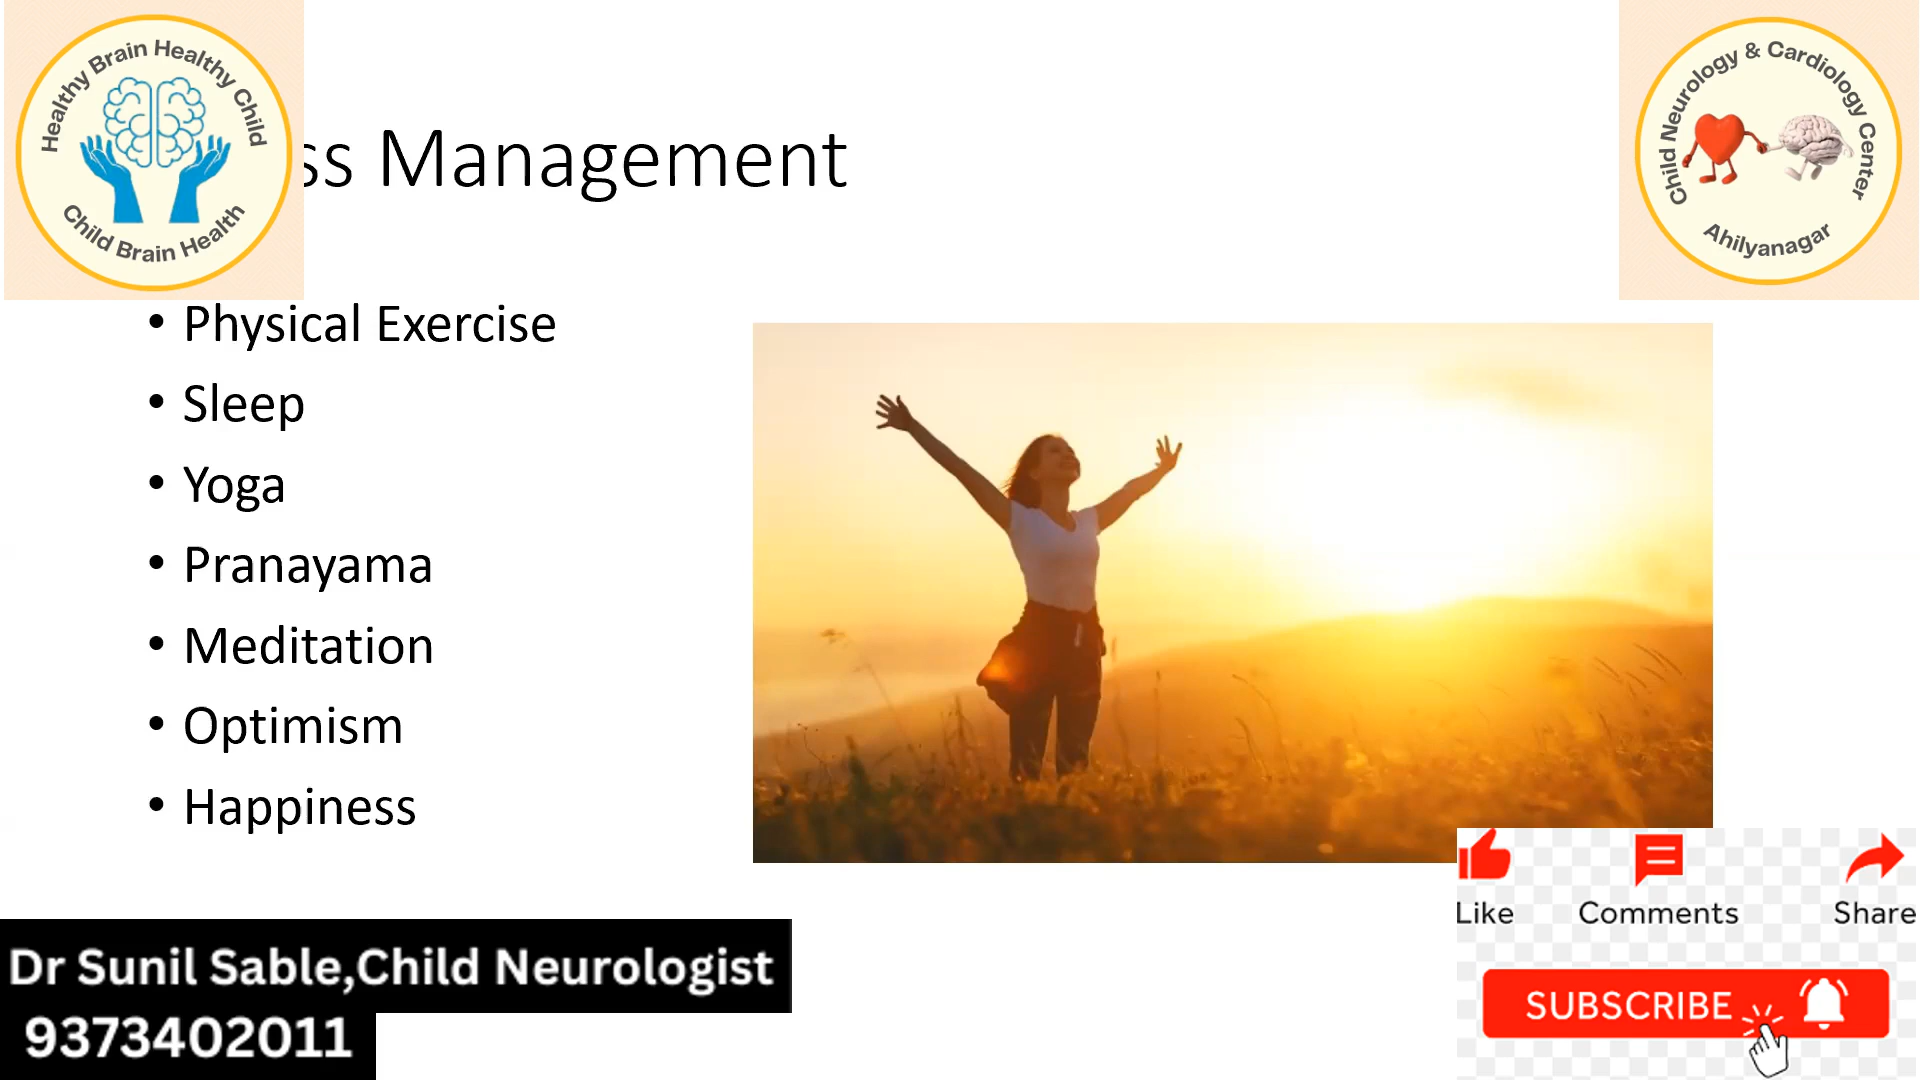 Healthy Brain Healthy Child
Child Brain Health
Child Neurology & Cardiology Center
Ahilyanagar
ss Management
• Physical Exercise
• Sleep
• Yoga
• Pranayama
• Meditation
• Optimism
• Happiness
Like Comments Share
SUBSCRIBE
Dr Sunil Sable,Child Neurologist
9373402011